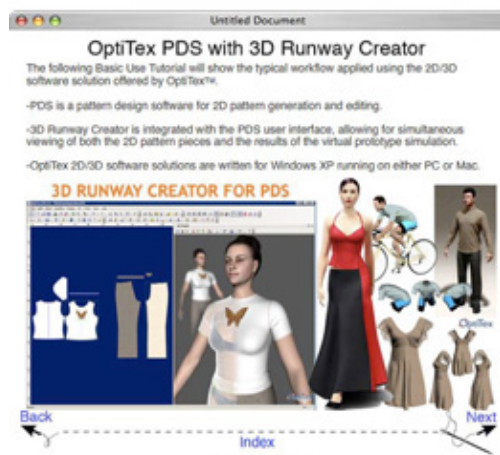 Untitled Document
OptiTex PDS with 3D Runway Creator
The following Basic Use Tutorial will show the typical workflow applied using the 2D/3D
software solution offered by OptiTex™.
-PDS is a pattern design software for 2D pattern generation and editing.
-3D Runway Creator is integrated with the PDS user interface, allowing for simultaneous
viewing of both the 2D pattern pieces and the results of the virtual prototype simulation.
-OptiTex 2D/3D software solutions are written for Windows XP running on either PC or Mac.
3D RUNWAY CREATOR FOR PDS
OptiTex
Back
Next
Index